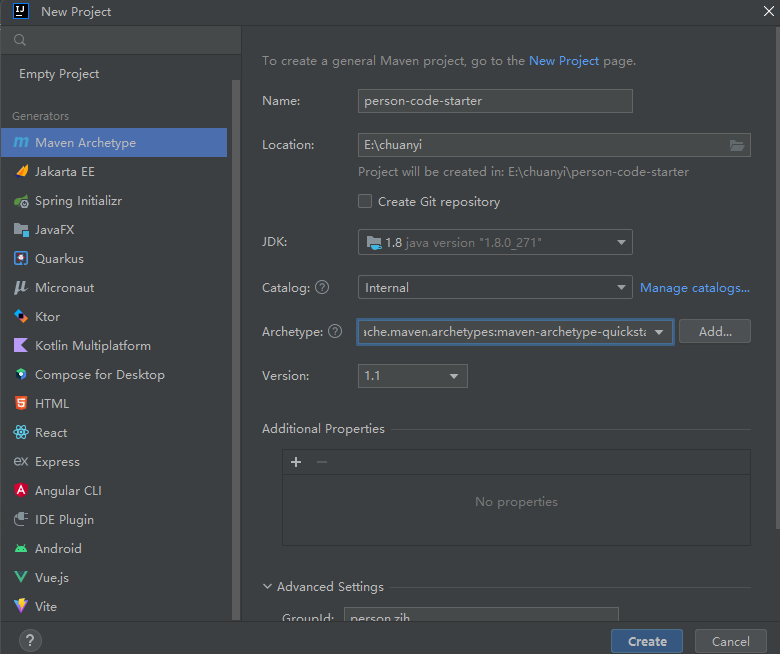 New Project
Empty Project
Generators
Maven Archetype
Jakarta EE
Spring Initializr
JavaFX
Quarkus
Micronaut
Ktor
Kotlin Multiplatform
Compose for Desktop
HTML
React
ex Express
Angular CLI
IDE Plugin
Android
Vue.js
Vite
To create a general Maven project, go to the New Project page.
Name: person-code-starter
Location: E:\chuanyi
Project will be created in: E:\chuanyi\person-code-starter
Create Git repository
JDK: 1.8 java version "1.8.0_271"
Catalog: ? Internal Manage catalogs...
Archetype: ? che.maven.archetypes:maven-archetype-quicksta Add...
Version: 1.1
Additional Properties
No properties
Advanced Settings
GroupId: person.zjh
? Create Cancel